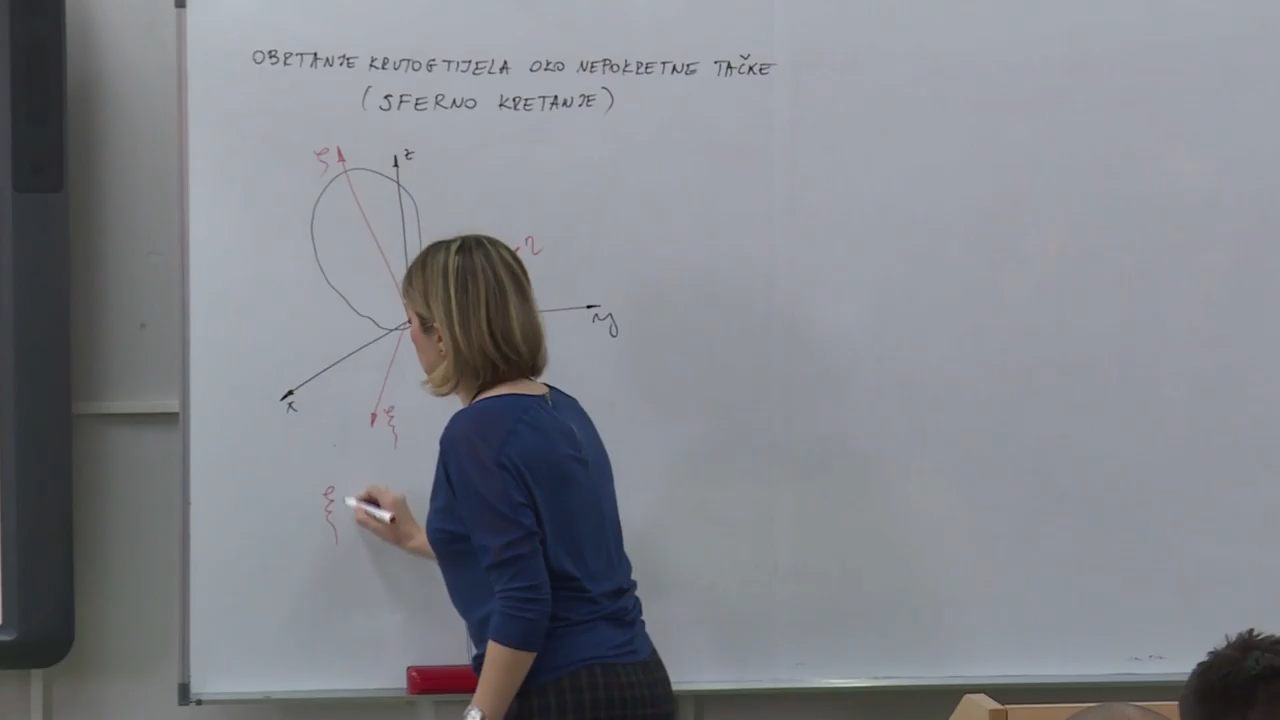 OBRTANJE KRUTOG TIJELA OKO NEPOKRETNE TAČKE
(SFERNO KRETANJE)
ζ z
η
y
x
ξ
ξ